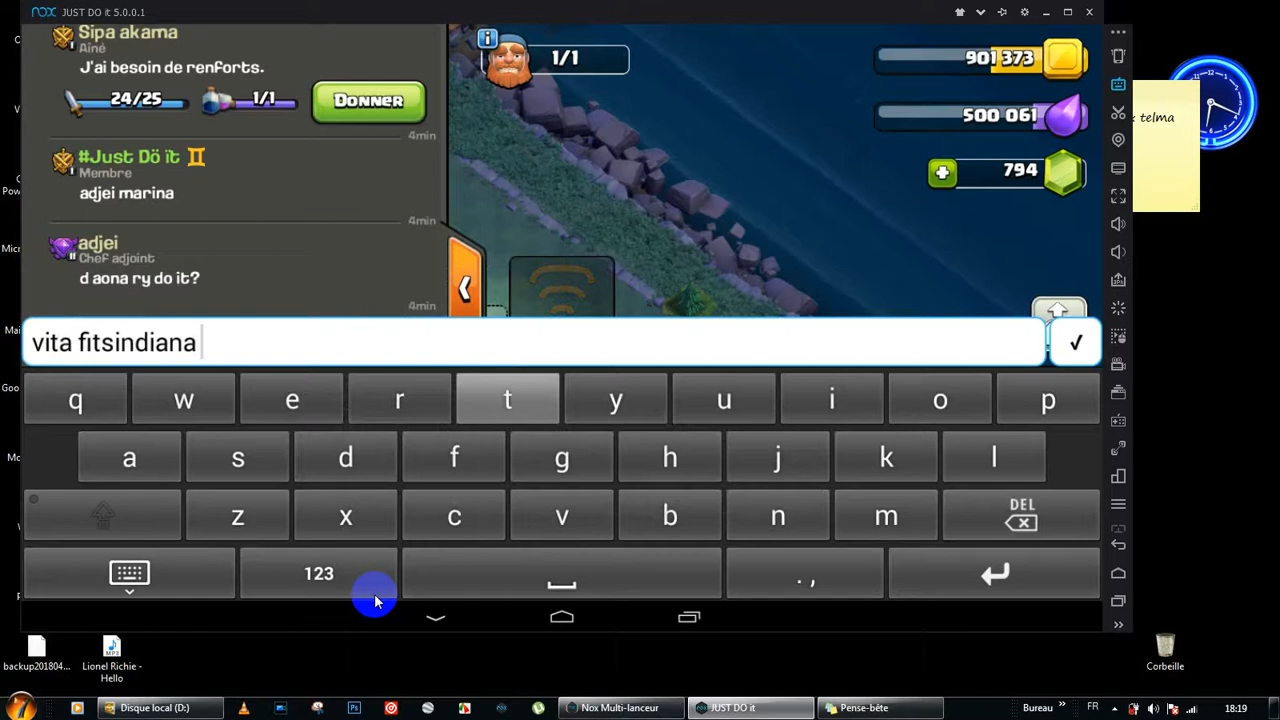 nox JUST DO it 5.0.0.1
Sipa akama
Aîné
J'ai besoin de renforts.
24/25
1/1
DONNER
4min
#Just Dö ït
Membre
adjei marina
4min
adjei
Chef adjoint
d aona ry do it?
4min
1/1
901 373
500 061
794
telma
vita fitsindiana
q w e r t y u i o p
a s d f g h j k l
z x c v b n m DEL
123 . ,
backup201804...
Lionel Richie - Hello
Corbeille
Disque local (D:)
Nox Multi-lanceur
JUST DO it
Pense-bête
Bureau
FR
18:19